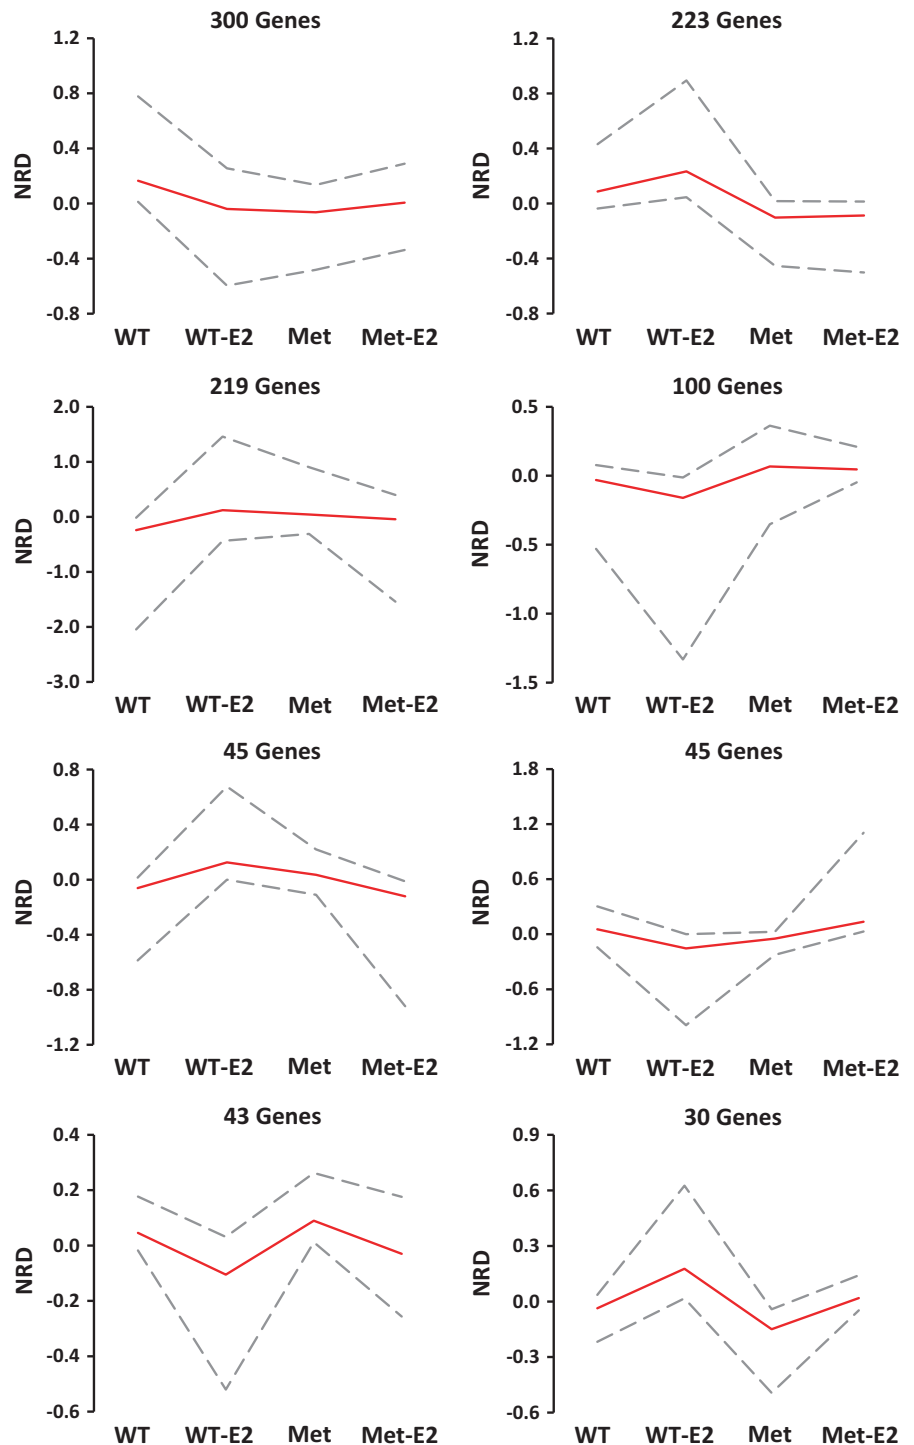 300 Genes
1.2
0.8
0.4
0.0
-0.4
-0.8
NRD
WT WT-E2 Met Met-E2
223 Genes
1.2
0.8
0.4
0.0
-0.4
-0.8
NRD
WT WT-E2 Met Met-E2
219 Genes
2.0
1.0
0.0
-1.0
-2.0
-3.0
NRD
WT WT-E2 Met Met-E2
100 Genes
0.5
0.0
-0.5
-1.0
-1.5
NRD
WT WT-E2 Met Met-E2
45 Genes
0.8
0.4
0.0
-0.4
-0.8
-1.2
NRD
WT WT-E2 Met Met-E2
45 Genes
1.8
1.2
0.6
0.0
-0.6
-1.2
NRD
WT WT-E2 Met Met-E2
43 Genes
0.4
0.2
0.0
-0.2
-0.4
-0.6
NRD
WT WT-E2 Met Met-E2
30 Genes
0.9
0.6
0.3
0.0
-0.3
-0.6
NRD
WT WT-E2 Met Met-E2